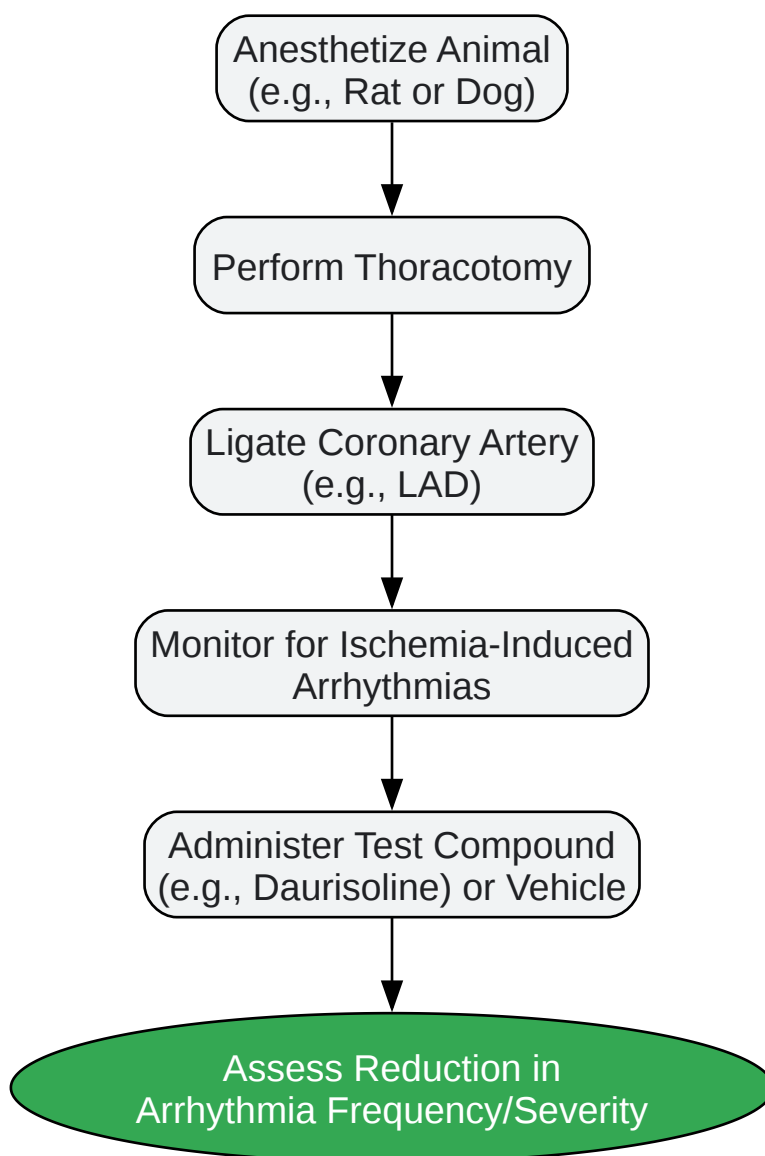 Anesthetize Animal
(e.g., Rat or Dog)
Perform Thoracotomy
Ligate Coronary Artery
(e.g., LAD)
Monitor for Ischemia-Induced
Arrhythmias
Administer Test Compound
(e.g., Daurisoline) or Vehicle
Assess Reduction in
Arrhythmia Frequency/Severity